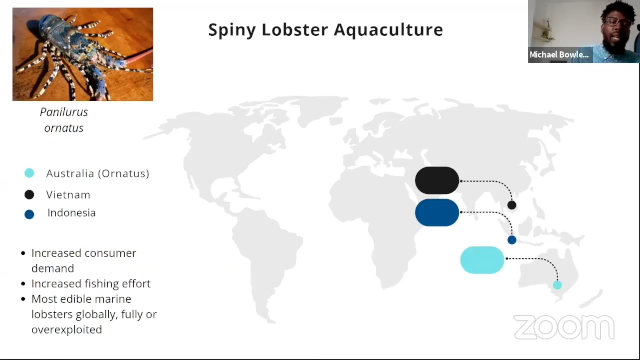 Spiny Lobster Aquaculture
Michael Bowle...
Panilurus
ornatus
Australia (Ornatus)
Vietnam
Indonesia
Increased consumer
demand
Increased fishing effort
Most edible marine
lobsters globally, fully or
overexploited
zoom